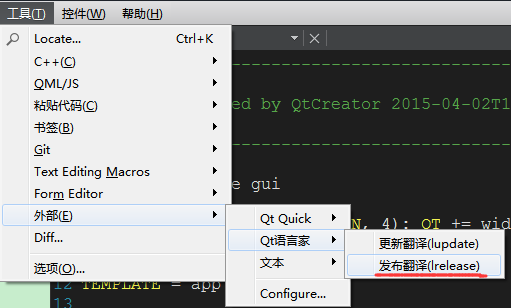 工具(T) 控件(W) 帮助(H)
Locate... Ctrl+K
C++(C)
QML/JS
粘贴代码(C)
书签(B)
Git
Text Editing Macros
Form Editor
外部(E)
Diff...
选项(O)...
ed by QtCreator 2015-04-02T1
e gui
N, 4): QT += wid
Qt Quick
Qt语言家
文本
Configure...
更新翻译(lupdate)
发布翻译(lrelease)
12 TEMPLATE = app
13